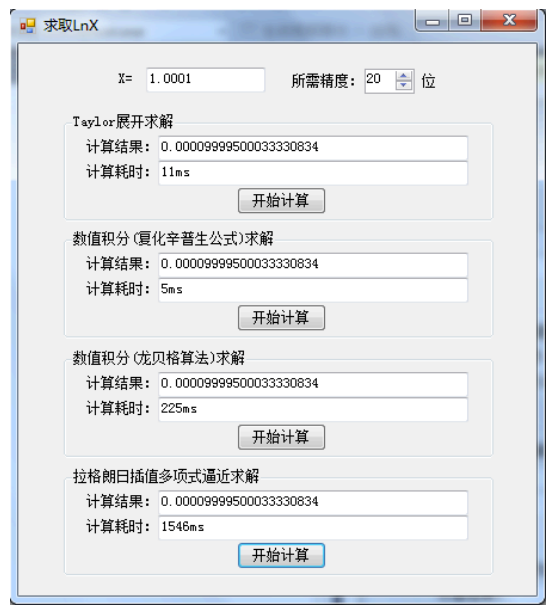 求取LnX
X= 1.0001 所需精度: 20 位
Taylor展开求解
计算结果: 0.00009999500033330834
计算耗时: 11ms
开始计算
数值积分(复化辛普生公式)求解
计算结果: 0.00009999500033330834
计算耗时: 5ms
开始计算
数值积分(龙贝格算法)求解
计算结果: 0.00009999500033330834
计算耗时: 225ms
开始计算
拉格朗日插值多项式逼近求解
计算结果: 0.00009999500033330834
计算耗时: 1546ms
开始计算